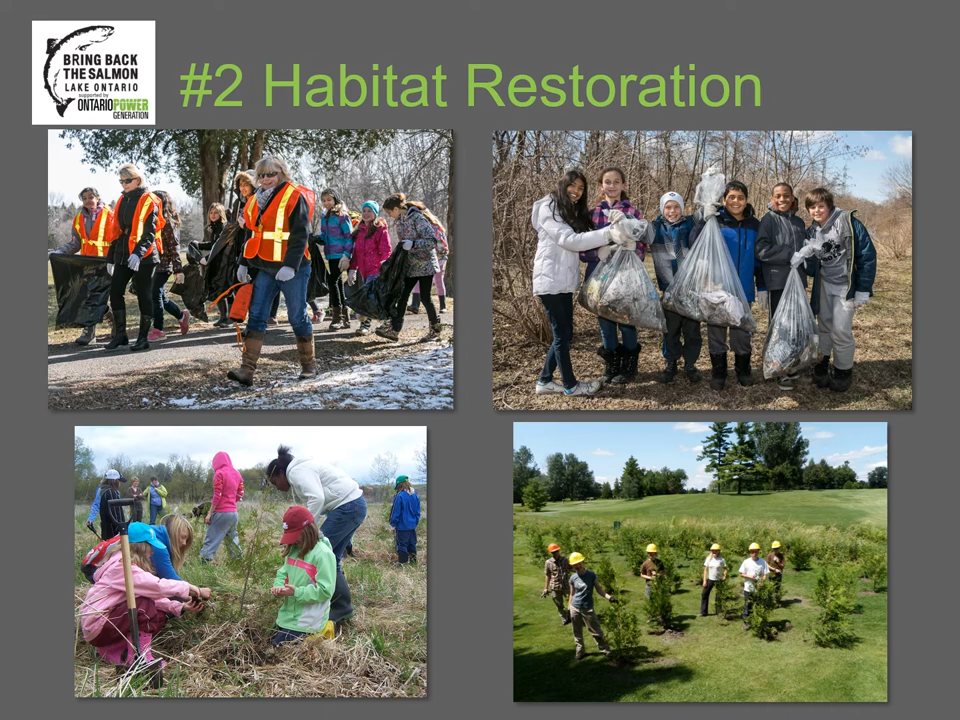 BRING BACK
THE SALMON
LAKE ONTARIO
supported by
ONTARIOPOWER
GENERATION
#2 Habitat Restoration